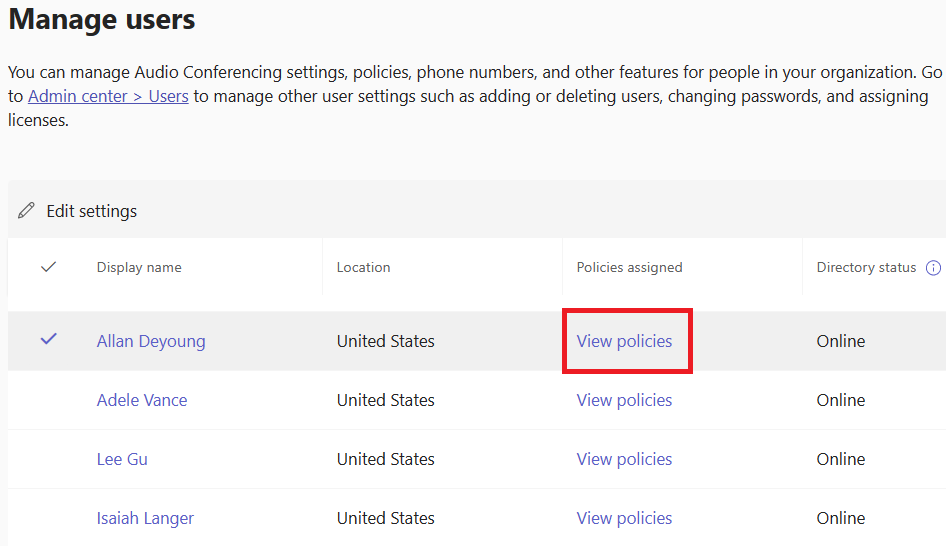 Manage users
You can manage Audio Conferencing settings, policies, phone numbers, and other features for people in your organization. Go
to Admin center > Users to manage other user settings such as adding or deleting users, changing passwords, and assigning
licenses.
Edit settings
Display name Location Policies assigned Directory status
Allan Deyoung United States View policies Online
Adele Vance United States View policies Online
Lee Gu United States View policies Online
Isaiah Langer United States View policies Online